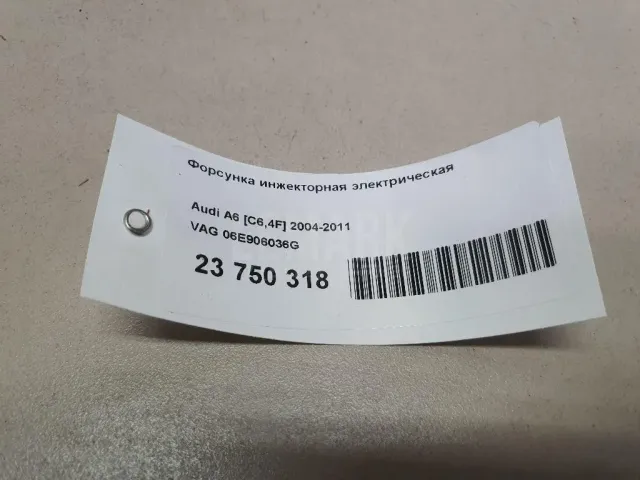 Форсунка инжекторная электрическая
Audi A6 [C6,4F] 2004-2011
VAG 06E906036G
23 750 318